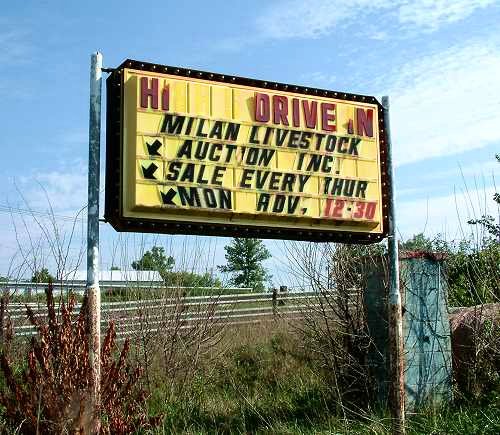 HI DRIVE IN
MILAN LIVESTOCK
AUCTION INC.
SALE EVERY THUR
MON ADV, 12:30